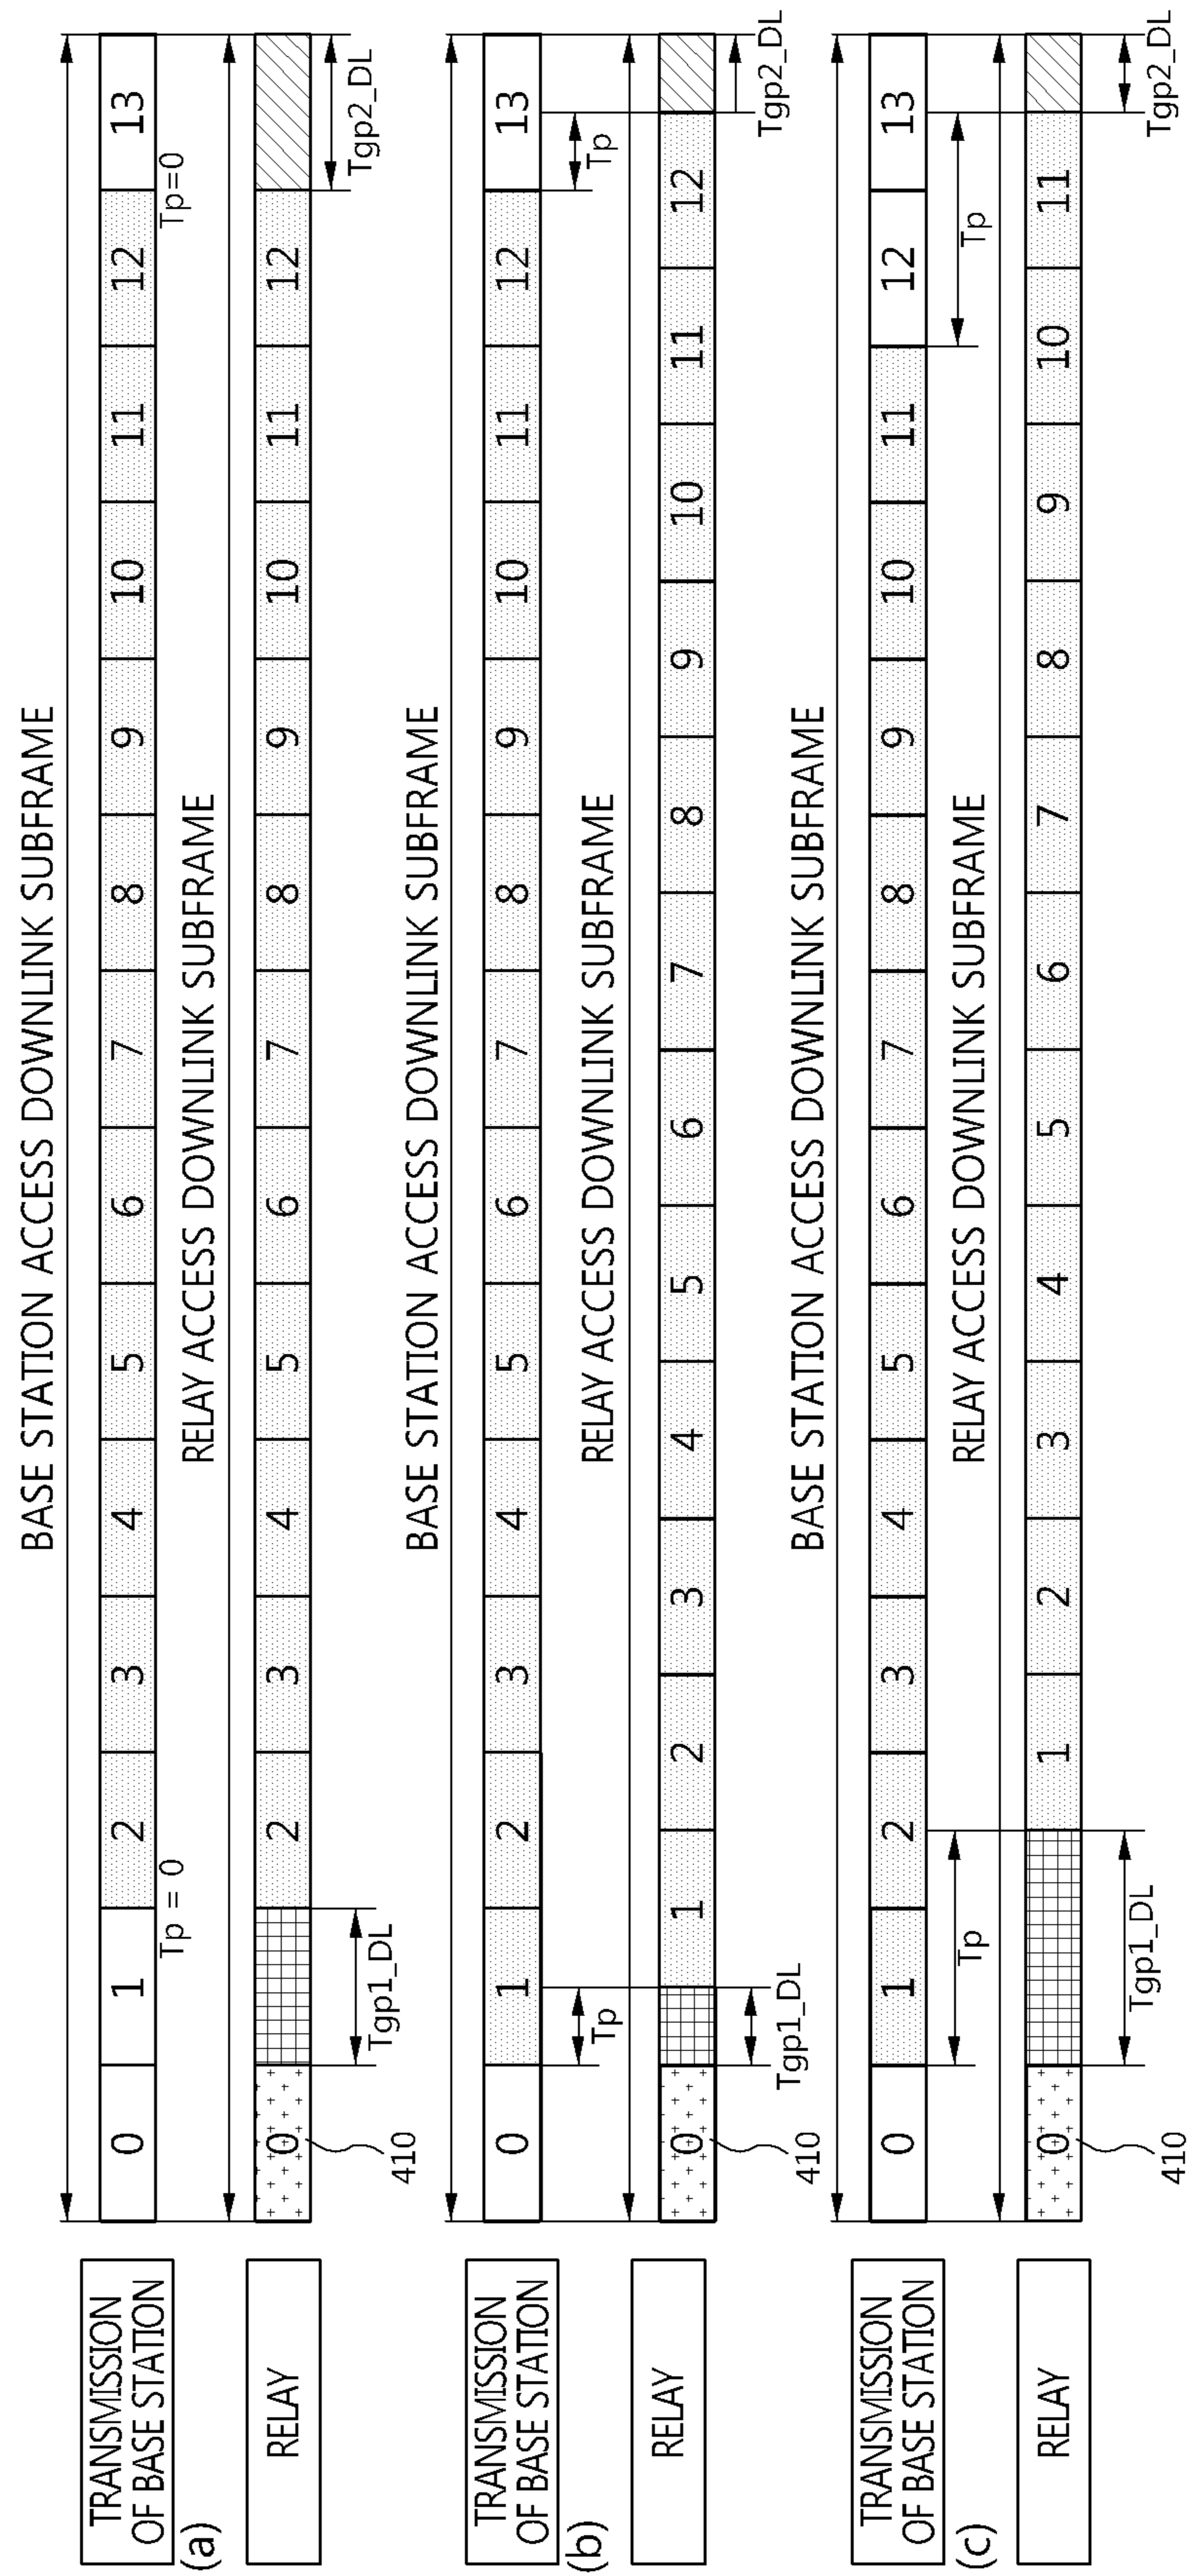 BASE STATION ACCESS DOWNLINK SUBFRAME
TRANSMISSION
OF BASE STATION
0 1 2 3 4 5 6 7 8 9 10 11 12 13
(a)
Tp = 0
Tp=0
RELAY ACCESS DOWNLINK SUBFRAME
RELAY
0 2 3 4 5 6 7 8 9 10 11 12
410
Tgp1_DL
Tgp2_DL
BASE STATION ACCESS DOWNLINK SUBFRAME
TRANSMISSION
OF BASE STATION
0 1 2 3 4 5 6 7 8 9 10 11 12 13
(b)
Tp
Tp
RELAY ACCESS DOWNLINK SUBFRAME
RELAY
0 1 2 3 4 5 6 7 8 9 10 11 12
410
Tgp1_DL
Tgp2_DL
BASE STATION ACCESS DOWNLINK SUBFRAME
TRANSMISSION
OF BASE STATION
0 1 2 3 4 5 6 7 8 9 10 11 12 13
(c)
Tp
Tp
RELAY ACCESS DOWNLINK SUBFRAME
RELAY
0 1 2 3 4 5 6 7 8 9 10 11
410
Tgp1_DL
Tgp2_DL